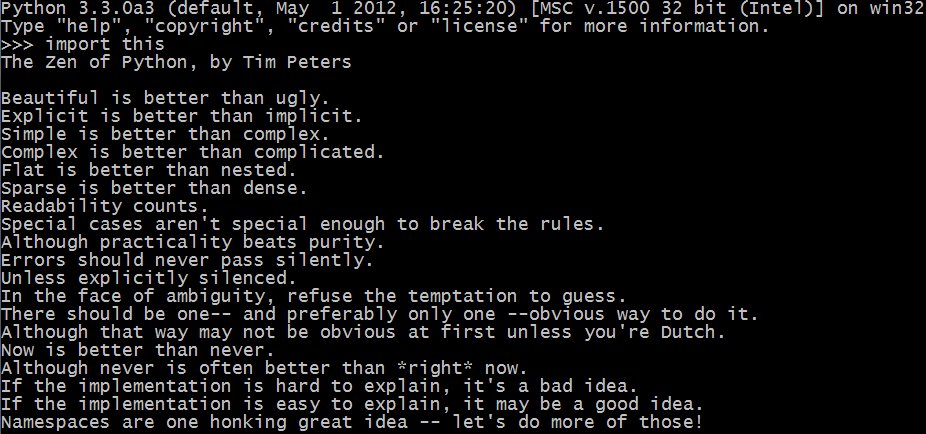 Python 3.3.0a3 (default, May  1 2012, 16:25:20) [MSC v.1500 32 bit (Intel)] on win32
Type "help", "copyright", "credits" or "license" for more information.
>>> import this
The Zen of Python, by Tim Peters

Beautiful is better than ugly.
Explicit is better than implicit.
Simple is better than complex.
Complex is better than complicated.
Flat is better than nested.
Sparse is better than dense.
Readability counts.
Special cases aren't special enough to break the rules.
Although practicality beats purity.
Errors should never pass silently.
Unless explicitly silenced.
In the face of ambiguity, refuse the temptation to guess.
There should be one-- and preferably only one --obvious way to do it.
Although that way may not be obvious at first unless you're Dutch.
Now is better than never.
Although never is often better than *right* now.
If the implementation is hard to explain, it's a bad idea.
If the implementation is easy to explain, it may be a good idea.
Namespaces are one honking great idea -- let's do more of those!